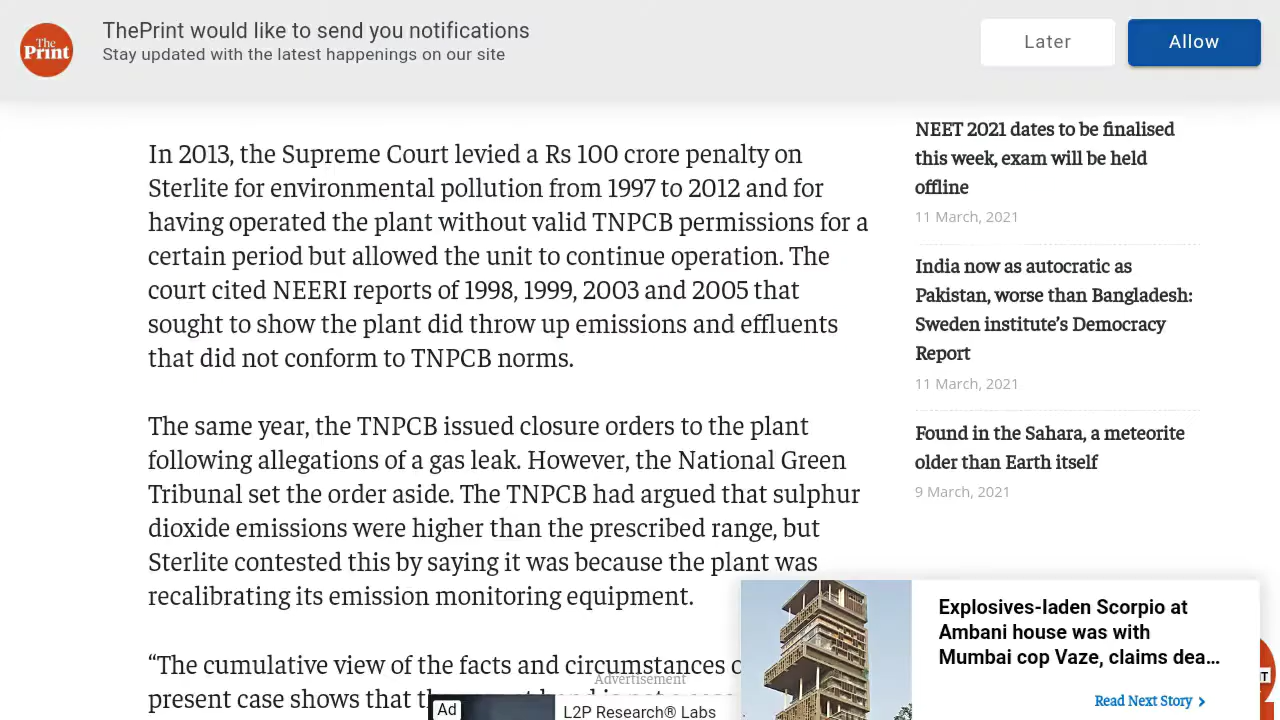 ThePrint would like to send you notifications
Stay updated with the latest happenings on our site
The
Print
Later
Allow
In 2013, the Supreme Court levied a Rs 100 crore penalty on
Sterlite for environmental pollution from 1997 to 2012 and for
having operated the plant without valid TNPCB permissions for a
certain period but allowed the unit to continue operation. The
court cited NEERI reports of 1998, 1999, 2003 and 2005 that
sought to show the plant did throw up emissions and effluents
that did not conform to TNPCB norms.
The same year, the TNPCB issued closure orders to the plant
following allegations of a gas leak. However, the National Green
Tribunal set the order aside. The TNPCB had argued that sulphur
dioxide emissions were higher than the prescribed range, but
Sterlite contested this by saying it was because the plant was
recalibrating its emission monitoring equipment.
“The cumulative view of the facts and circumstances
present case shows that
NEET 2021 dates to be finalised
this week, exam will be held
offline
11 March, 2021
India now as autocratic as
Pakistan, worse than Bangladesh:
Sweden institute’s Democracy
Report
11 March, 2021
Found in the Sahara, a meteorite
older than Earth itself
9 March, 2021
Advertisement
Ad
L2P Research® Labs
Explosives-laden Scorpio at
Ambani house was with
Mumbai cop Vaze, claims dea...
Read Next Story